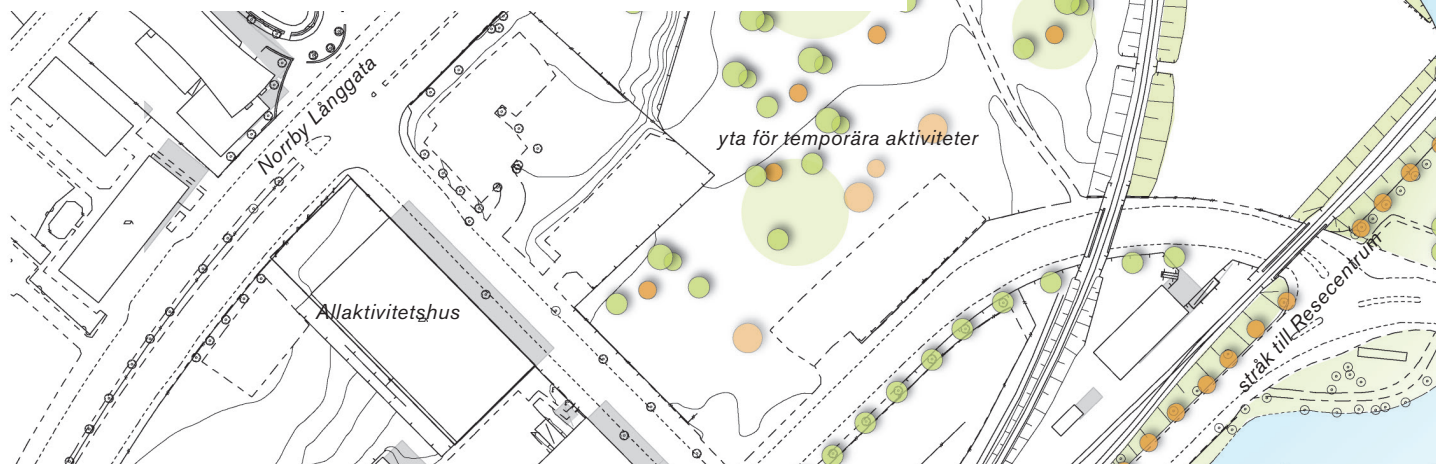 Norrby Långgata
yta för temporära aktiviteter
Allaktivitetshus
stråk till Resecentrum